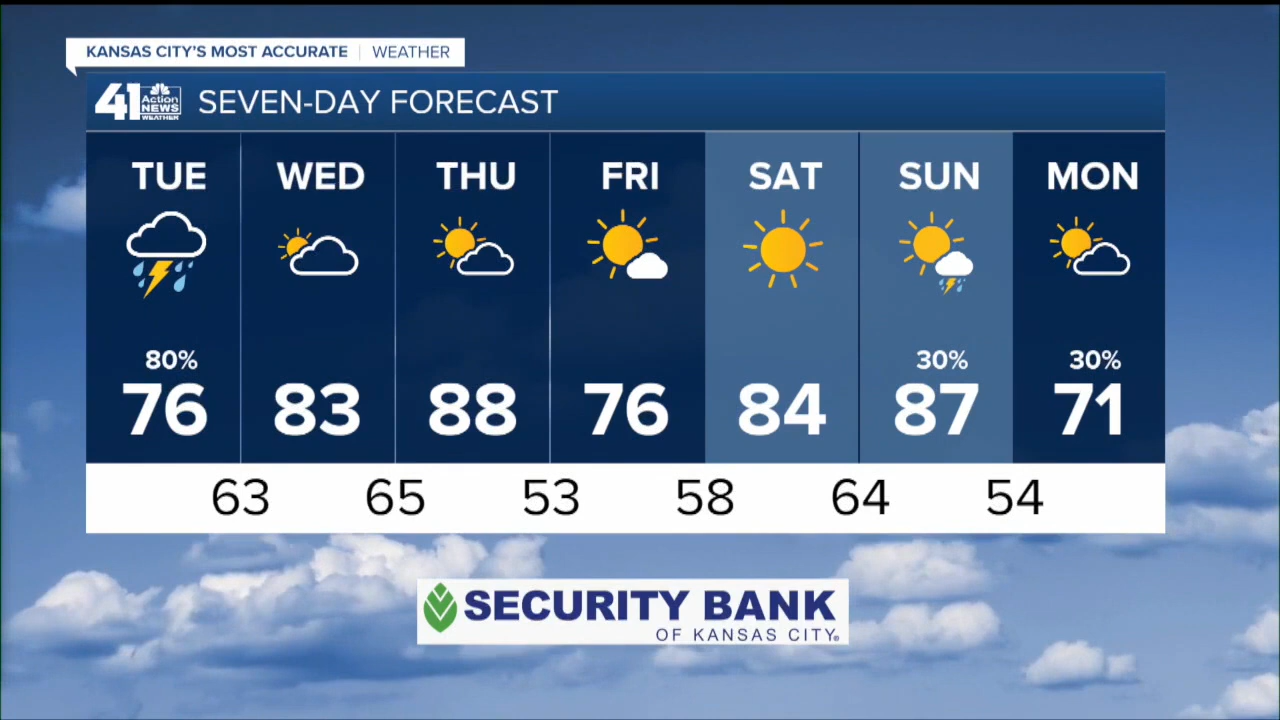 KANSAS CITY'S MOST ACCURATE | WEATHER
41 Action NEWS WEATHER SEVEN-DAY FORECAST
TUE WED THU FRI SAT SUN MON
80% 30% 30%
76 83 88 76 84 87 71
63 65 53 58 64 54
SECURITY BANK
OF KANSAS CITY®